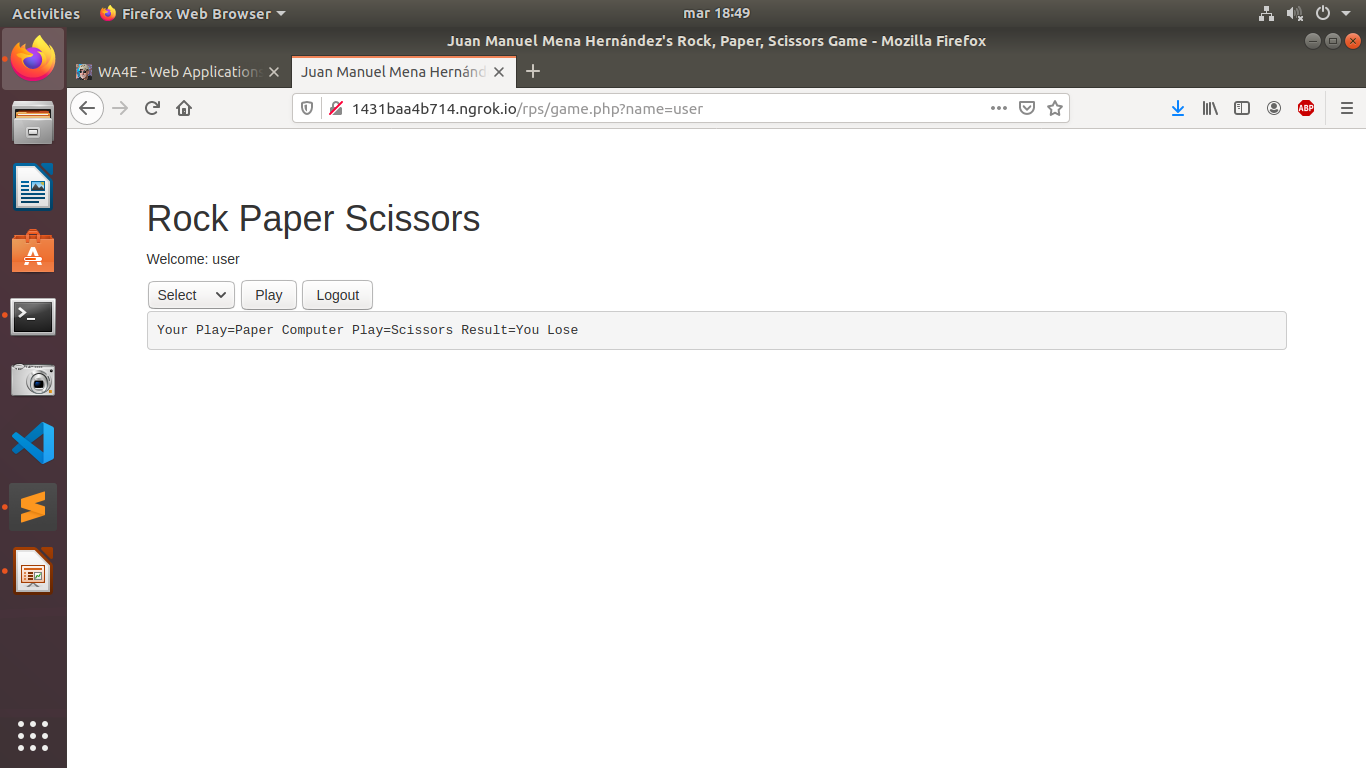 Activities Firefox Web Browser mar 18:49
Juan Manuel Mena Hernández's Rock, Paper, Scissors Game - Mozilla Firefox
WA4E - Web Applications Juan Manuel Mena Hernánd
1431baa4b714.ngrok.io/rps/game.php?name=user ABP
Rock Paper Scissors
Welcome: user
Select Play Logout
Your Play=Paper Computer Play=Scissors Result=You Lose